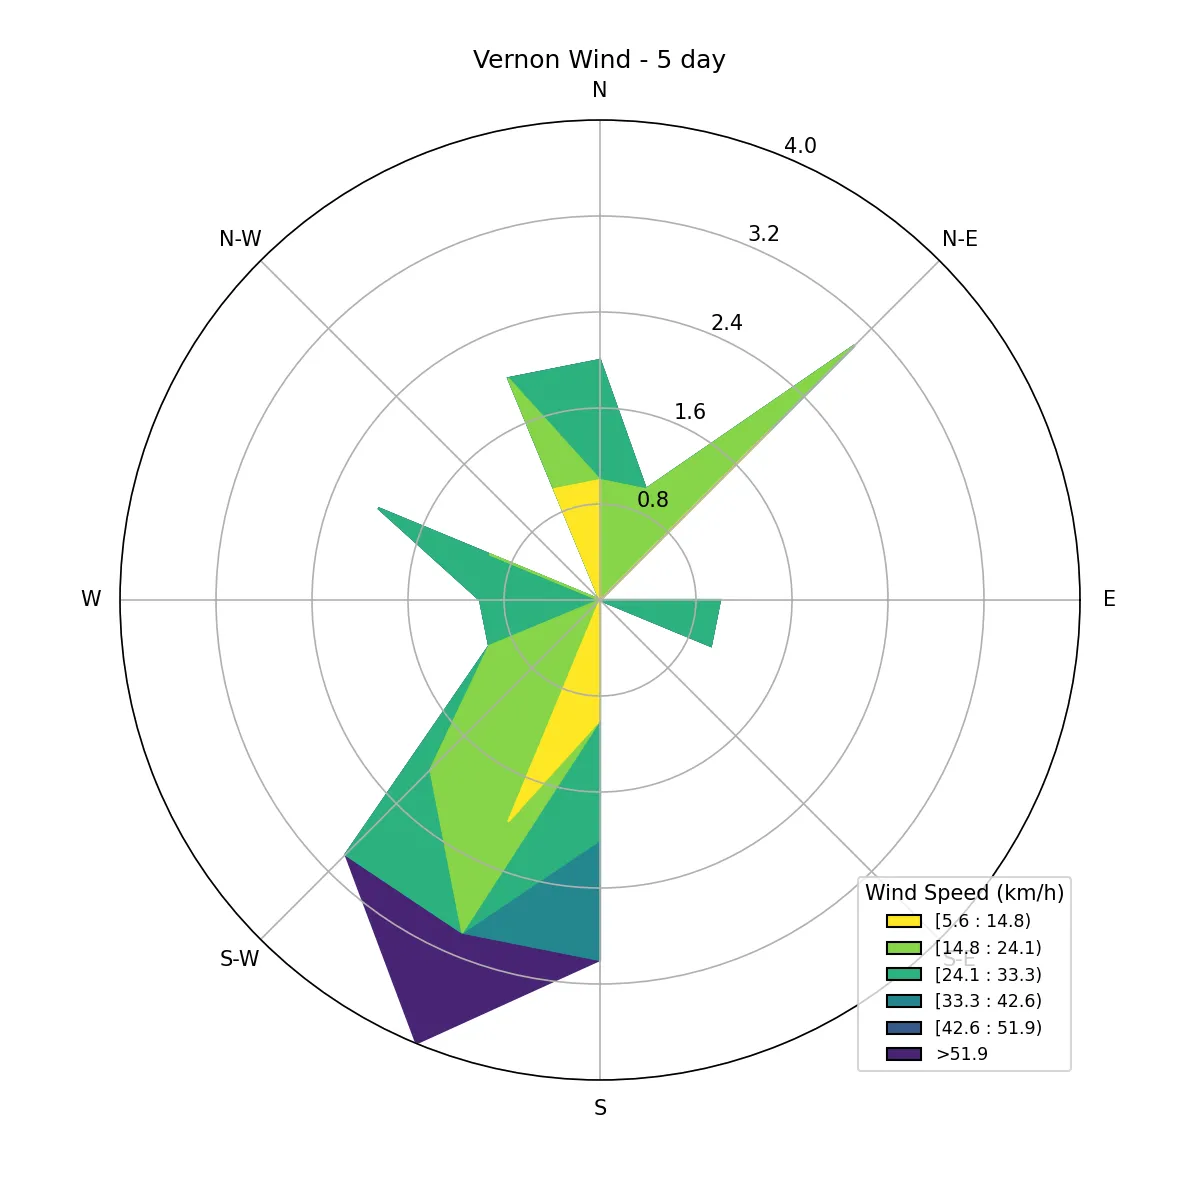 Vernon Wind - 5 day
N
4.0
N-W
3.2
N-E
2.4
1.6
0.8
W
E
Wind Speed (km/h)
[5.6 : 14.8)
[14.8 : 24.1)
S-W
S-E
[24.1 : 33.3)
[33.3 : 42.6)
[42.6 : 51.9)
>51.9
S